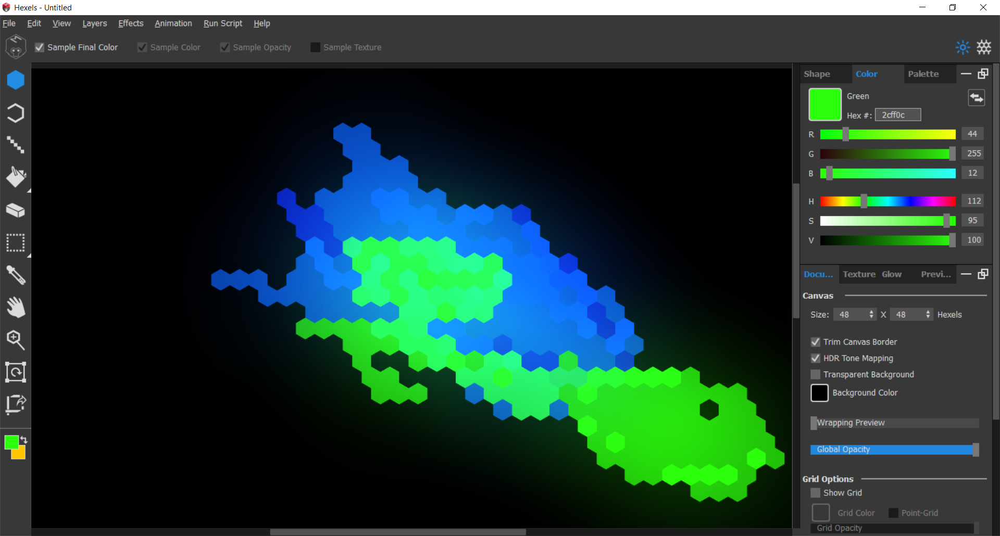 Hexels - Untitled
File Edit View Layers Effects Animation Run Script Help
Sample Final Color Sample Color Sample Opacity Sample Texture
Shape Color Palette
Green
Hex #: 2cff0c
R 44
G 255
B 12
H 112
S 95
V 100
Docu... Texture Glow Previ...
Canvas
Size: 48 X 48 Hexels
Trim Canvas Border
HDR Tone Mapping
Transparent Background
Background Color
Wrapping Preview
Global Opacity
Grid Options
Show Grid
Grid Color Point-Grid
Grid Opacity